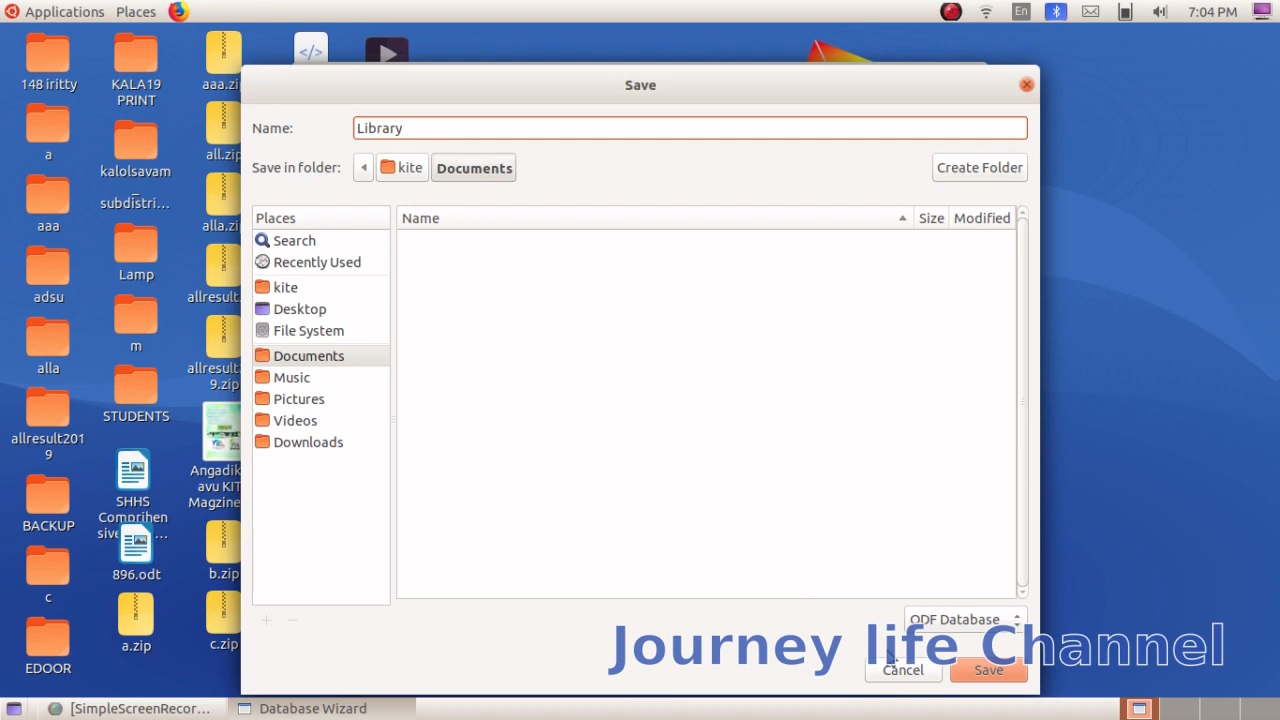 Applications Places
En
7:04 PM
148 iritty
a
aaa
adsu
alla
allresult201
9
BACKUP
c
EDOOR
KALA19
PRINT
kalolsavam
_
subdistri...
Lamp
m
STUDENTS
SHHS
Comprihen
sive ...
896.odt
a.zip
aaa.zip
all.zip
alla.zip
allresult.
allresult
9.zip
Angadik
avu KIT
Magzine
b.zip
c.zip
Save
Name: Library
Save in folder: kite Documents Create Folder
Places
Search
Recently Used
kite
Desktop
File System
Documents
Music
Pictures
Videos
Downloads
Name Size Modified
ODF Database
Cancel Save
Journey life Channel
[SimpleScreenRecor... Database Wizard